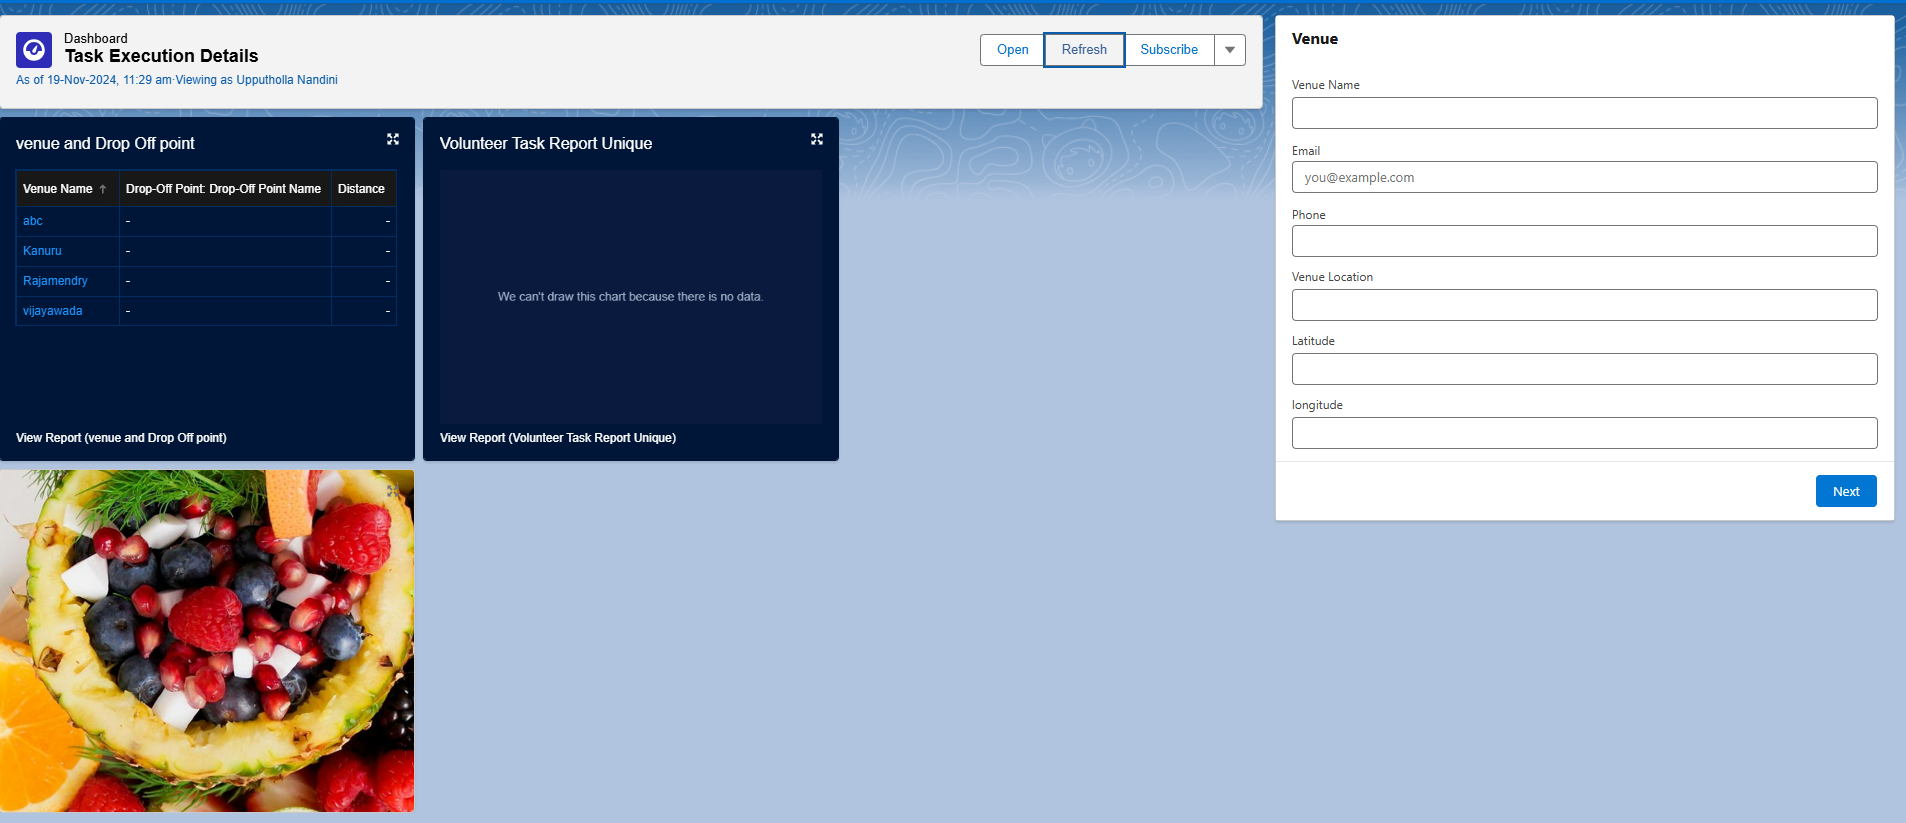 Dashboard
Task Execution Details
As of 19-Nov-2024, 11:29 am·Viewing as Upputholla Nandini
Open
Refresh
Subscribe
venue and Drop Off point
Venue Name ↑ Drop-Off Point: Drop-Off Point Name Distance
abc - -
Kanuru - -
Rajamendry - -
vijayawada - -
View Report (venue and Drop Off point)
Volunteer Task Report Unique
We can't draw this chart because there is no data.
View Report (Volunteer Task Report Unique)
Venue
Venue Name
Email
you@example.com
Phone
Venue Location
Latitude
longitude
Next